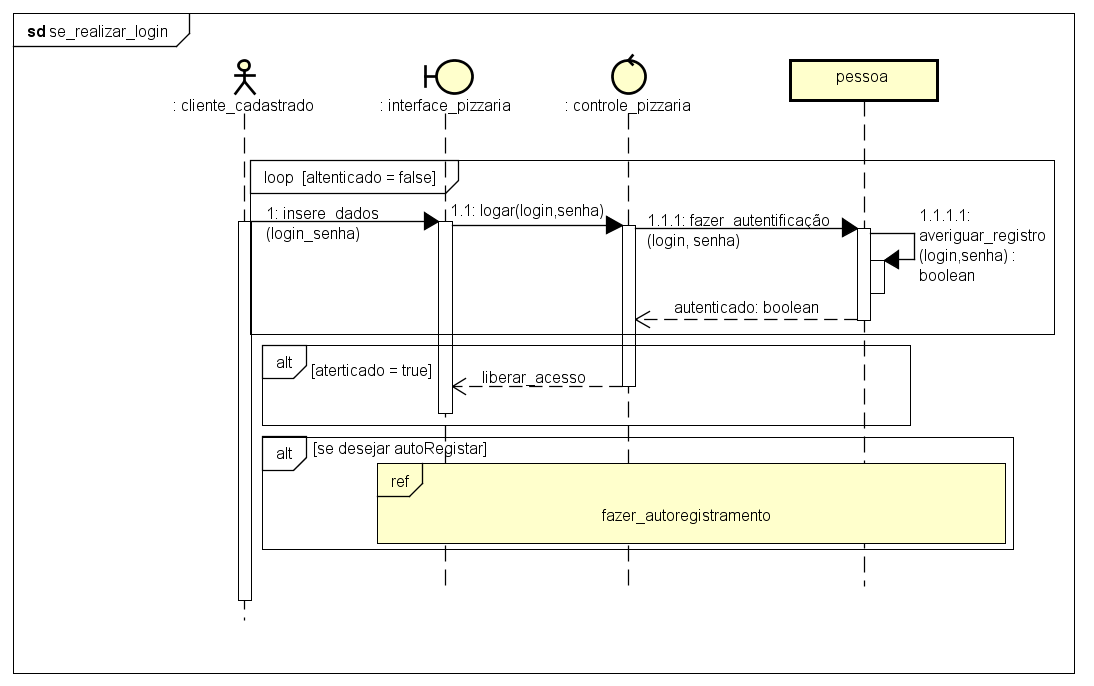 sd se_realizar_login
: cliente_cadastrado
: interface_pizzaria
: controle_pizzaria
pessoa
loop [altenticado = false]
1: insere_dados
(login_senha)
1.1: logar(login,senha)
1.1.1: fazer_autentificação
(login, senha)
1.1.1.1:
averiguar_registro
(login,senha) :
boolean
autenticado: boolean
alt
[aterticado = true]
liberar_acesso
alt
[se desejar autoRegistar]
ref
fazer_autoregistramento